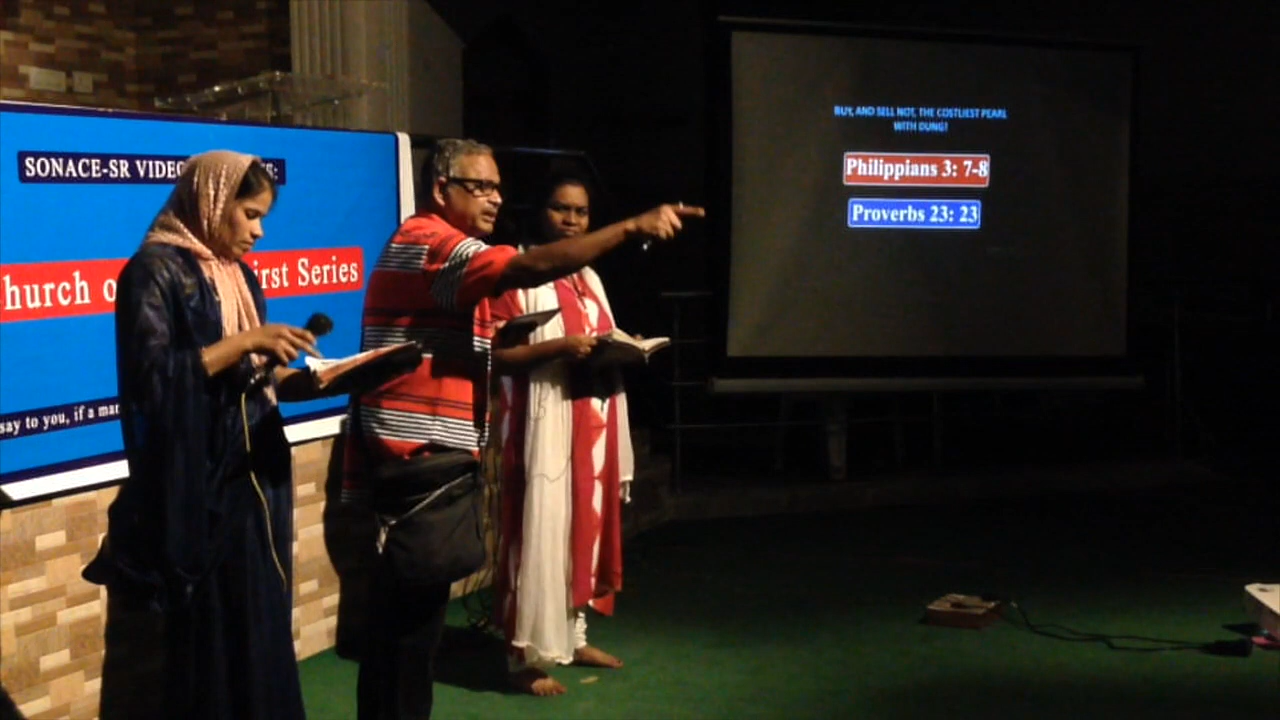 SONACE-SR VIDEO
hurch o irst Series
say to you, if a mar
BUY, AND SELL NOT, THE COSTLIEST PEARL
WITH DUNG!
Philippians 3: 7-8
Proverbs 23: 23